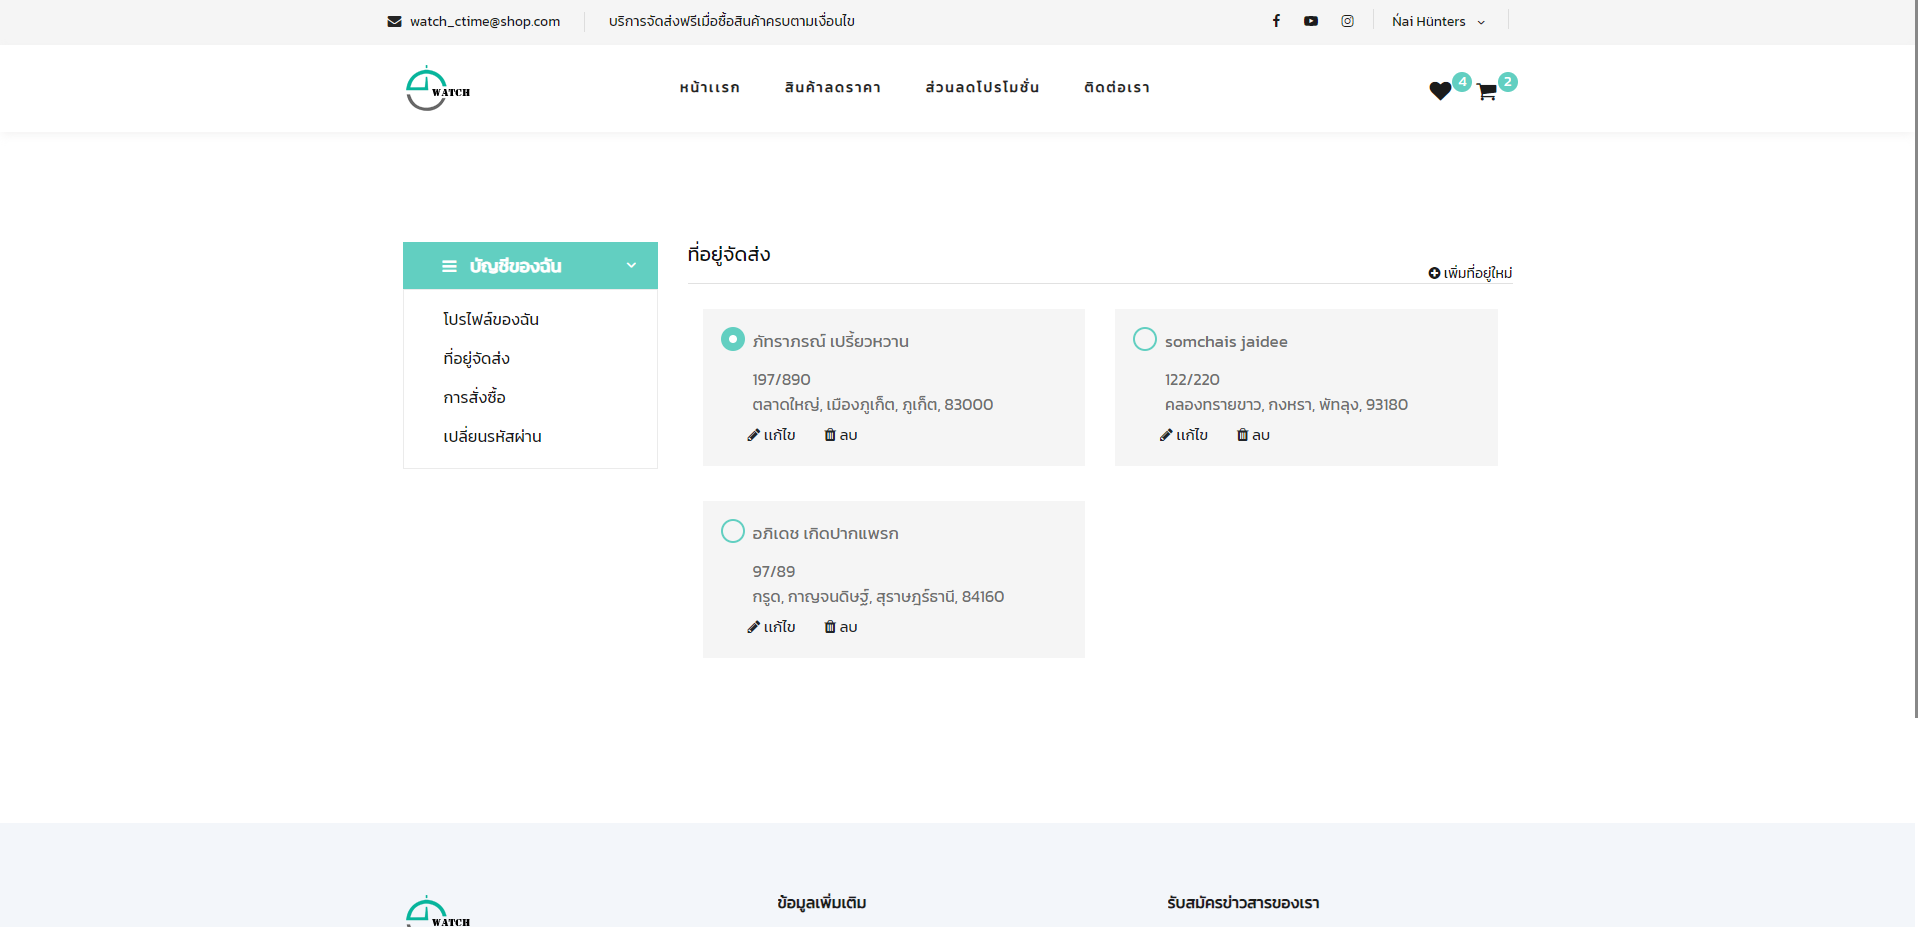 watch_ctime@shop.com บริการจัดส่งฟรีเมื่อซื้อสินค้าครบตามเงื่อนไข Ńai Hünters
WATCH หน้าแรก สินค้าลดราคา ส่วนลดโปรโมชั่น ติดต่อเรา 4 2
บัญชีของฉัน
โปรไฟล์ของฉัน
ที่อยู่จัดส่ง
การสั่งซื้อ
เปลี่ยนรหัสผ่าน
ที่อยู่จัดส่ง
เพิ่มที่อยู่ใหม่
ภัทราภรณ์ เปรี้ยวหวาน
197/890
ตลาดใหญ่, เมืองภูเก็ต, ภูเก็ต, 83000
แก้ไข ลบ
somchais jaidee
122/220
คลองทรายขาว, กงหรา, พัทลุง, 93180
แก้ไข ลบ
อภิเดช เกิดปากแพรก
97/89
กรูด, กาญจนดิษฐ์, สุราษฎร์ธานี, 84160
แก้ไข ลบ
WATCH ข้อมูลเพิ่มเติม รับสมัครข่าวสารของเรา